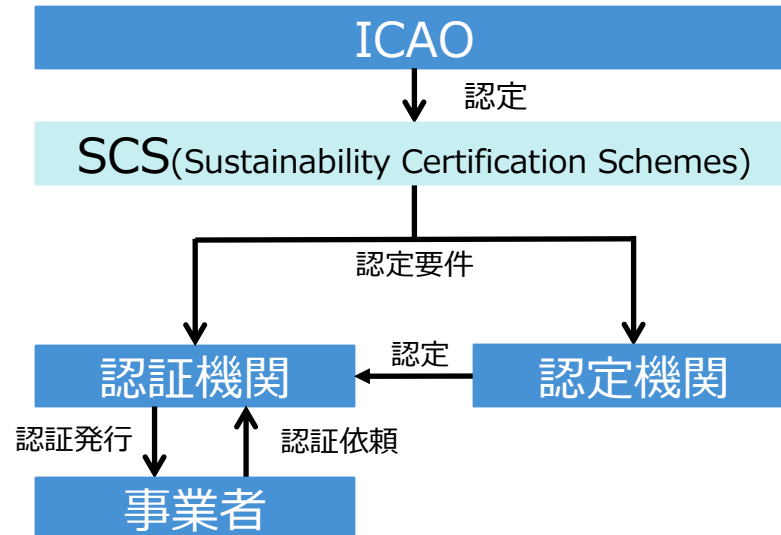 ICAO
認定
SCS(Sustainability Certification Schemes)
認定要件
認証機関
認定
認定機関
認証発行
認証依頼
事業者